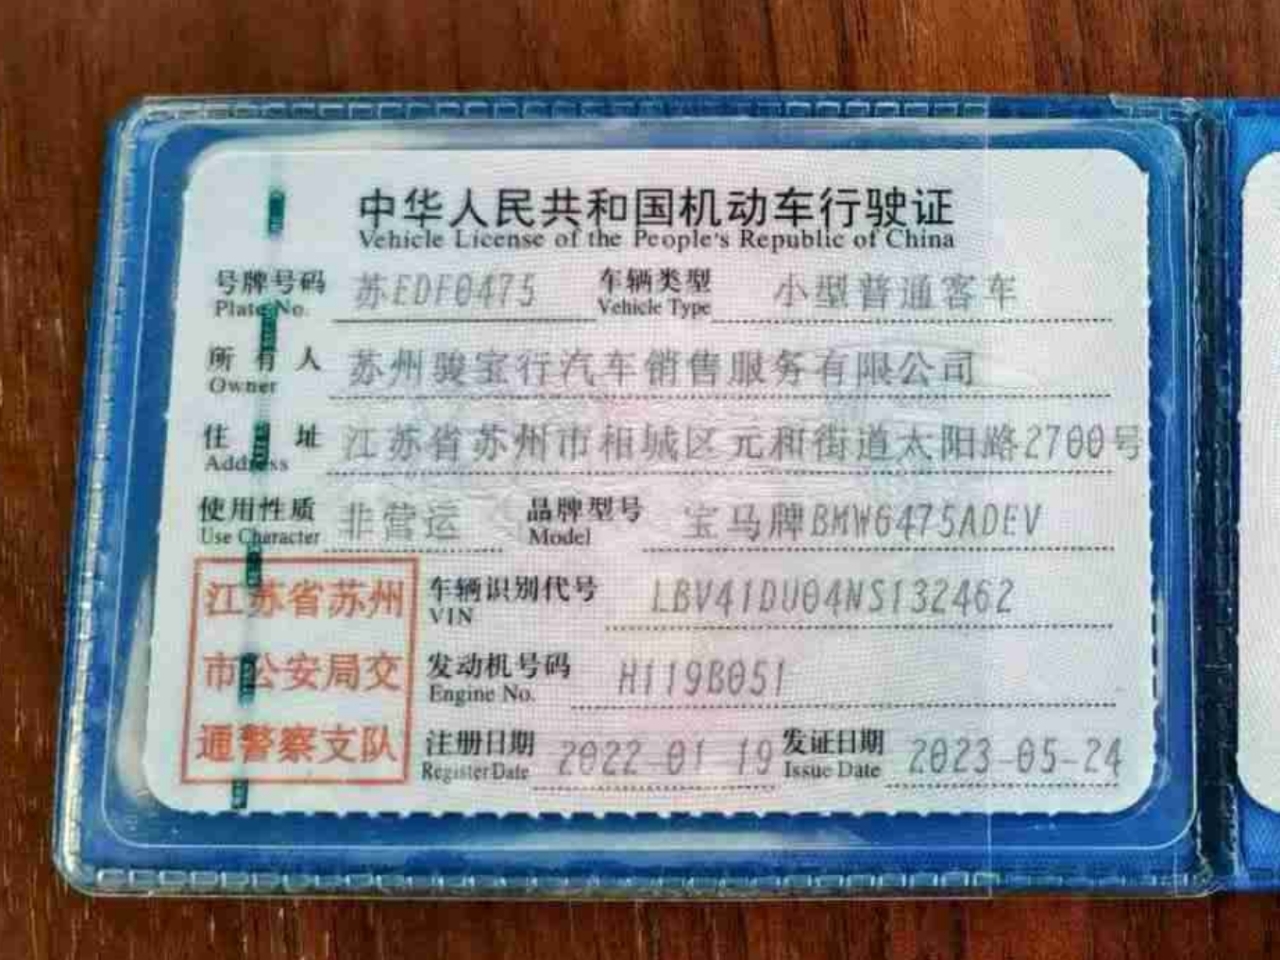 中华人民共和国机动车行驶证
Vehicle License of the People's Republic of China
号牌号码 苏EDF0475 车辆类型 小型普通客车
Plate No. Vehicle Type
所有人 苏州骏宝行汽车销售服务有限公司
Owner
住址 江苏省苏州市相城区元和街道太阳路2700号
Address
使用性质 非营运 品牌型号 宝马牌BMW6475ADEV
Use Character Model
江苏省苏州 车辆识别代号 LBV41DU04NS132462
VIN
市公安局交 发动机号码 H119B051
Engine No.
通警察支队 注册日期 2022-01-19 发证日期 2023-05-24
Register Date Issue Date